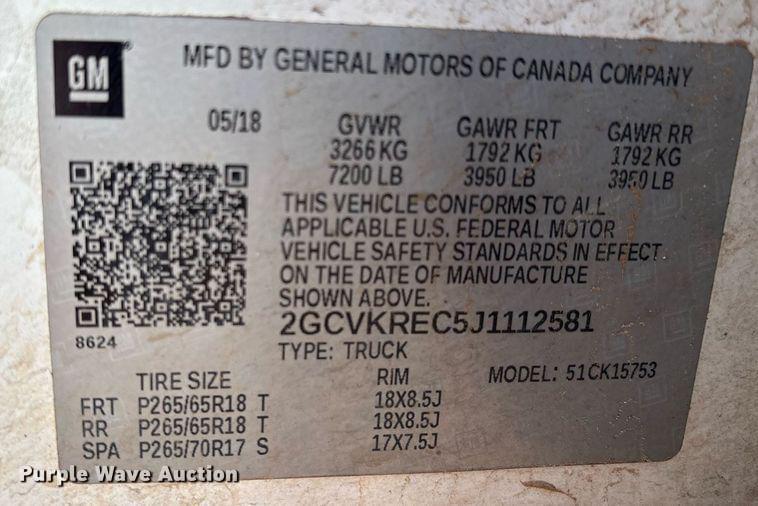 GM
MFD BY GENERAL MOTORS OF CANADA COMPANY
05/18 GVWR GAWR FRT GAWR RR
3266 KG 1792 KG 1792 KG
7200 LB 3950 LB 3950 LB
THIS VEHICLE CONFORMS TO ALL
APPLICABLE U.S. FEDERAL MOTOR
VEHICLE SAFETY STANDARDS IN EFFECT
ON THE DATE OF MANUFACTURE
SHOWN ABOVE.
2GCVKREC5J1112581
8624
TYPE: TRUCK
MODEL: 51CK15753
TIRE SIZE RIM
FRT P265/65R18 T 18X8.5J
RR P265/65R18 T 18X8.5J
SPA P265/70R17 S 17X7.5J
Purple Wave Auction